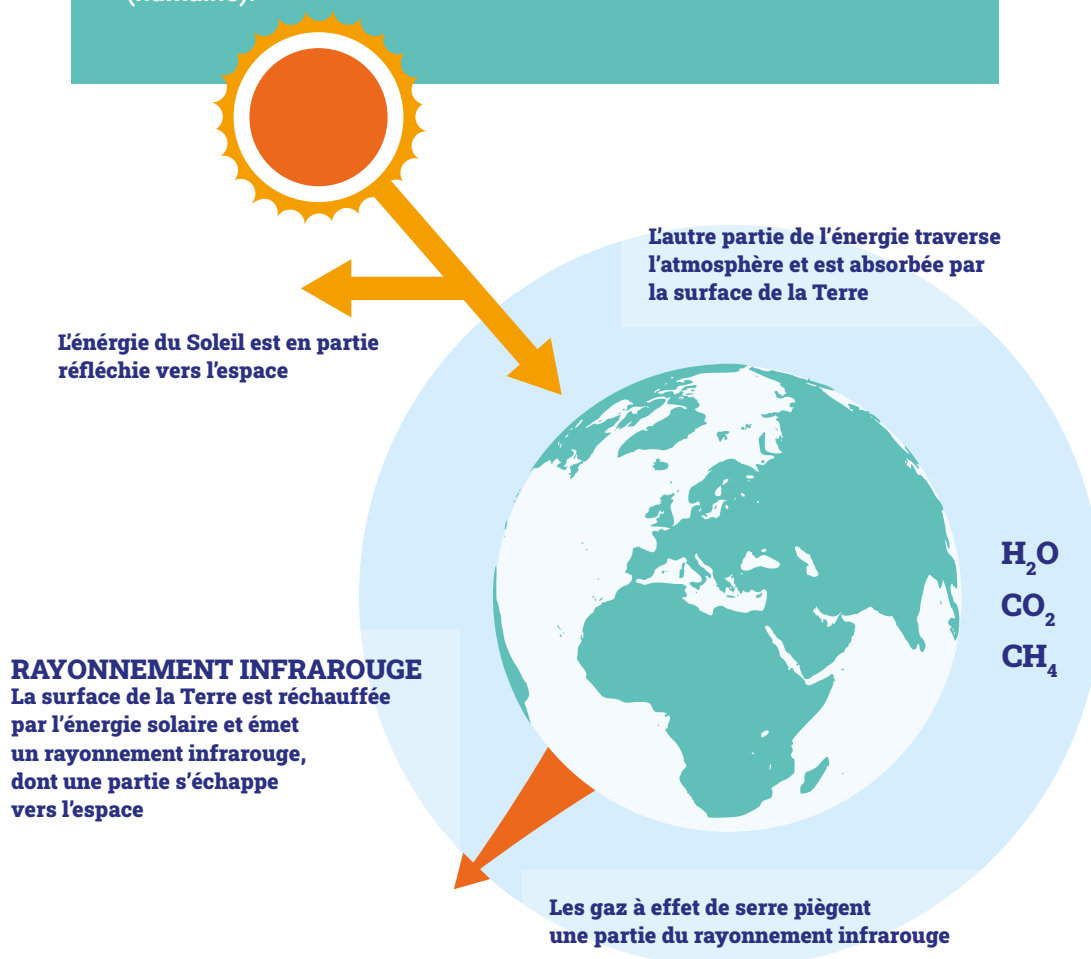 L'autre partie de l'énergie traverse
l'atmosphère et est absorbée par
la surface de la Terre
L'énérgie du Soleil est en partie
réfléchie vers l'espace
H₂O
CO₂
CH₄
RAYONNEMENT INFRAROUGE
La surface de la Terre est réchauffée
par l'énergie solaire et émet
un rayonnement infrarouge,
dont une partie s'échappe
vers l'espace
Les gaz à effet de serre piègent
une partie du rayonnement infrarouge